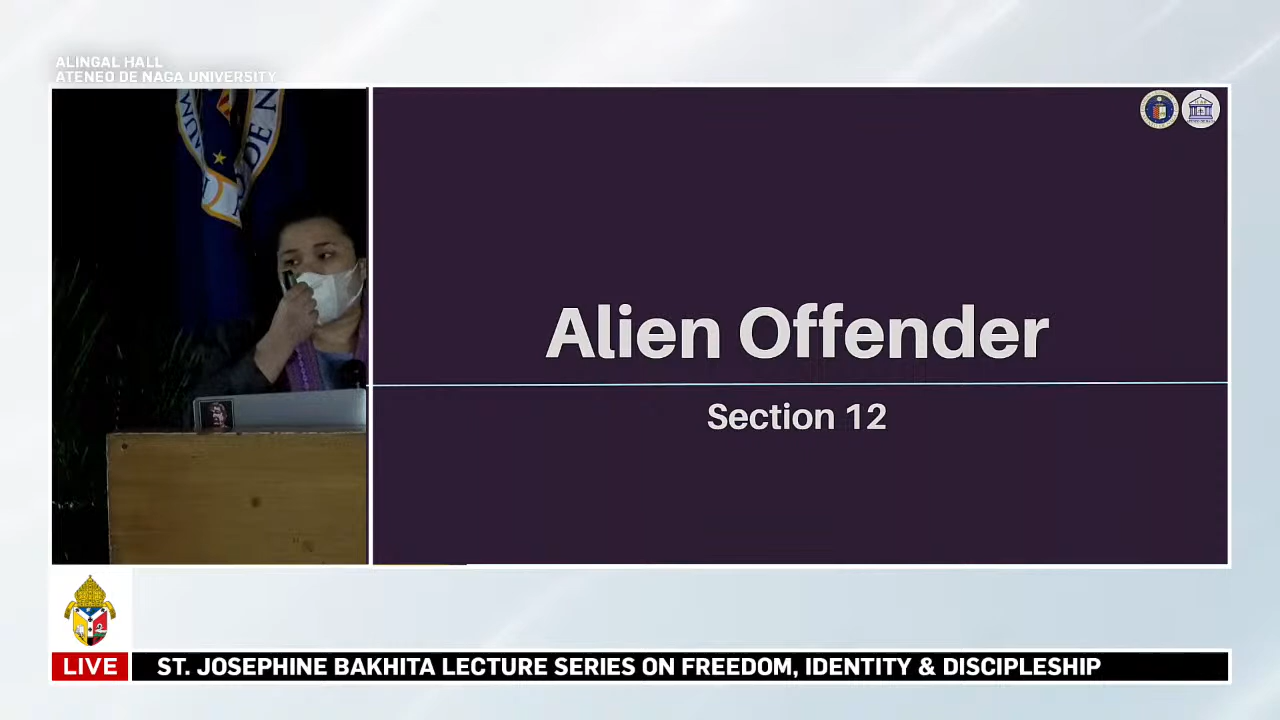 ALINGAL HALL
ATENEO DE NAGA UNIVERSITY
Alien Offender
Section 12
LIVE
ST. JOSEPHINE BAKHITA LECTURE SERIES ON FREEDOM, IDENTITY & DISCIPLESHIP